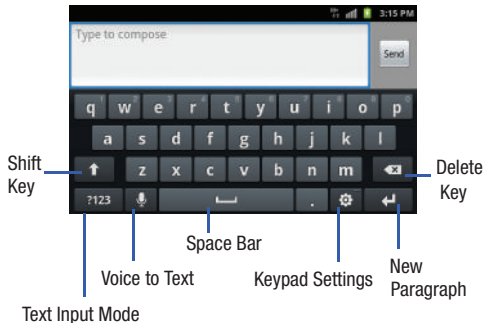 3:15 PM
Type to compose
Send
q w e r t y u i o p
a s d f g h j k l
z x c v b n m
?123 .
Shift
Key
Delete
Key
Space Bar
Voice to Text
Keypad Settings
New
Paragraph
Text Input Mode